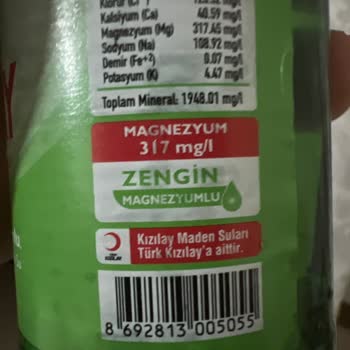 Kalsiyum (Ca) 40.59 mg/l
Magnezyum (Mg) 317.45 mg/l
Sodyum (Na) 108.92 mg/l
Demir (Fe+2) 0.07 mg/l
Potasyum (K) 4.47 mg/l
Toplam Mineral: 1948.01 mg/l
MAGNEZYUM
317 mg/l
ZENGİN
MAGNEZYUMLU
KIZILAY
Kızılay Maden Suları
Türk Kızılay'a aittir.
8 692813 005055